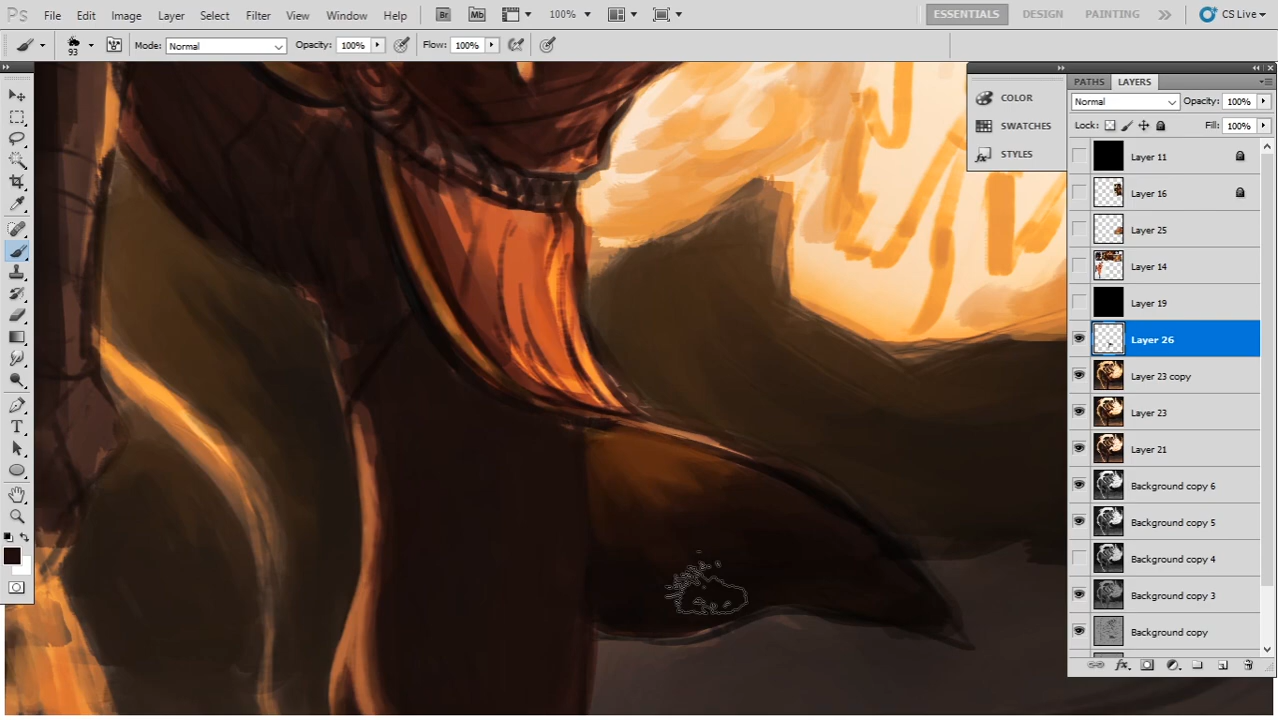 Ps File Edit Image Layer Select Filter View Window Help Br Mb 100% ESSENTIALS DESIGN PAINTING CS Live
93 Mode: Normal Opacity: 100% Flow: 100%
PATHS LAYERS
Normal Opacity: 100%
Lock: Fill: 100%
COLOR
SWATCHES
STYLES
Layer 11
Layer 16
Layer 25
Layer 14
Layer 19
Layer 26
Layer 23 copy
Layer 23
Layer 21
Background copy 6
Background copy 5
Background copy 4
Background copy 3
Background copy